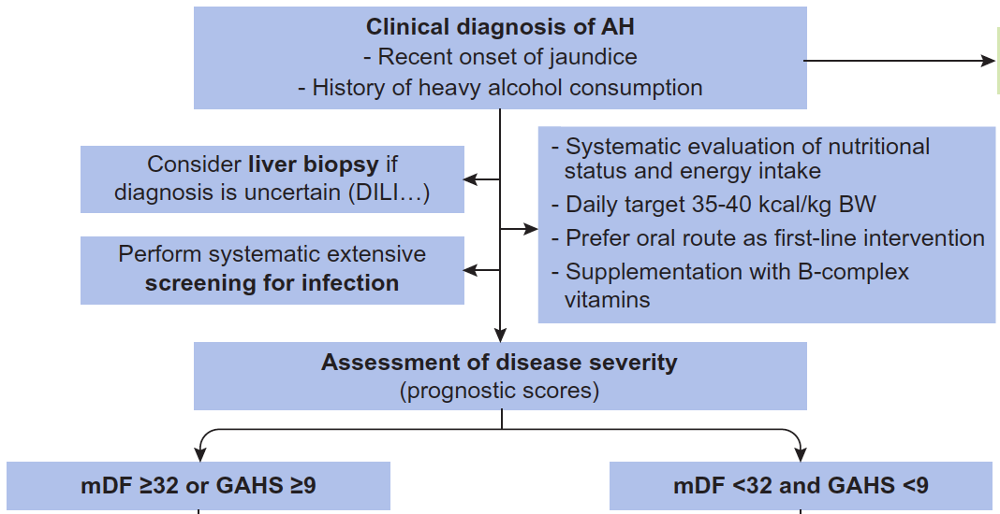 Clinical diagnosis of AH
- Recent onset of jaundice
- History of heavy alcohol consumption
Consider liver biopsy if
diagnosis is uncertain (DILI…)
Perform systematic extensive
screening for infection
- Systematic evaluation of nutritional
status and energy intake
- Daily target 35-40 kcal/kg BW
- Prefer oral route as first-line intervention
- Supplementation with B-complex
vitamins
Assessment of disease severity
(prognostic scores)
mDF ≥32 or GAHS ≥9
mDF <32 and GAHS <9